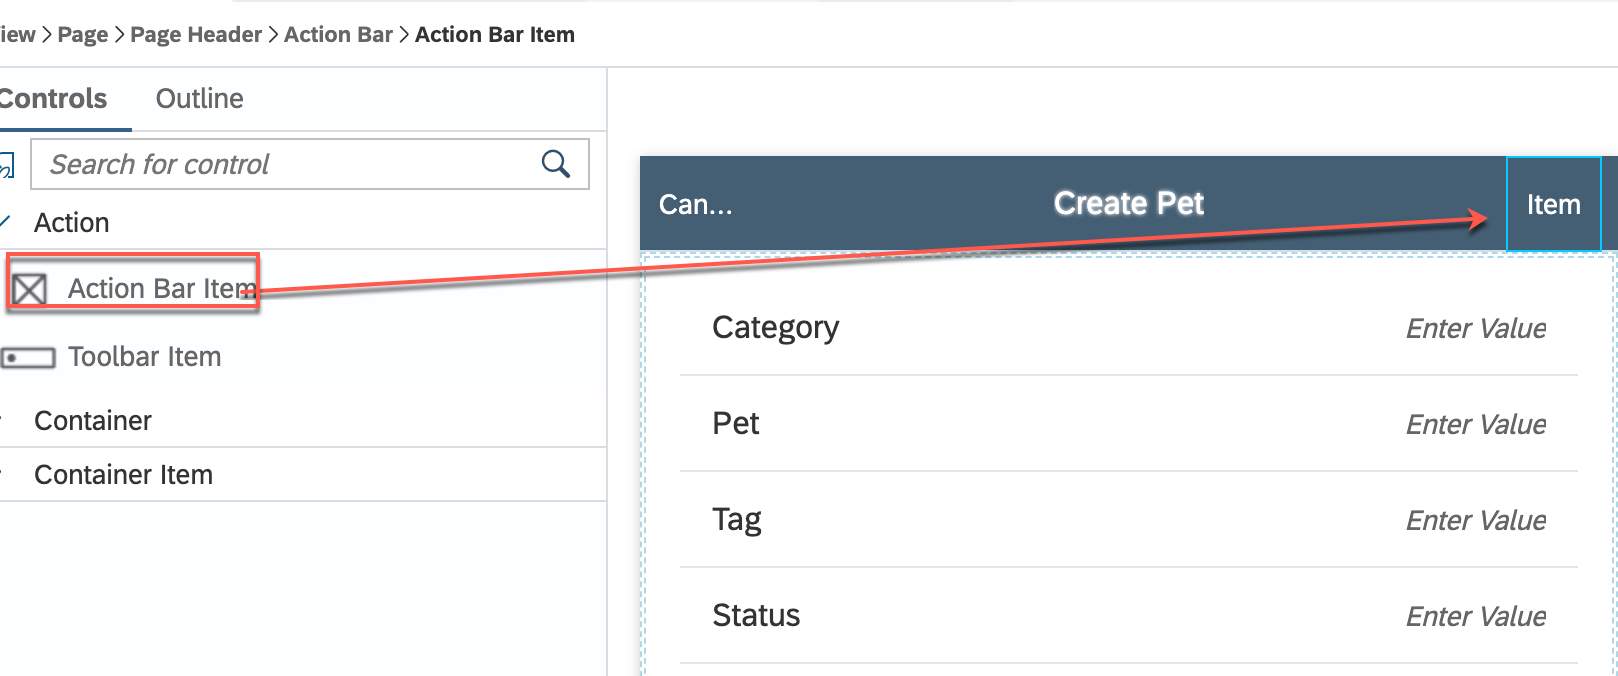 iew > Page > Page Header > Action Bar > Action Bar Item
Controls Outline
Search for control
Action
Action Bar Item
Toolbar Item
Container
Container Item
Can... Create Pet Item
Category Enter Value
Pet Enter Value
Tag Enter Value
Status Enter Value